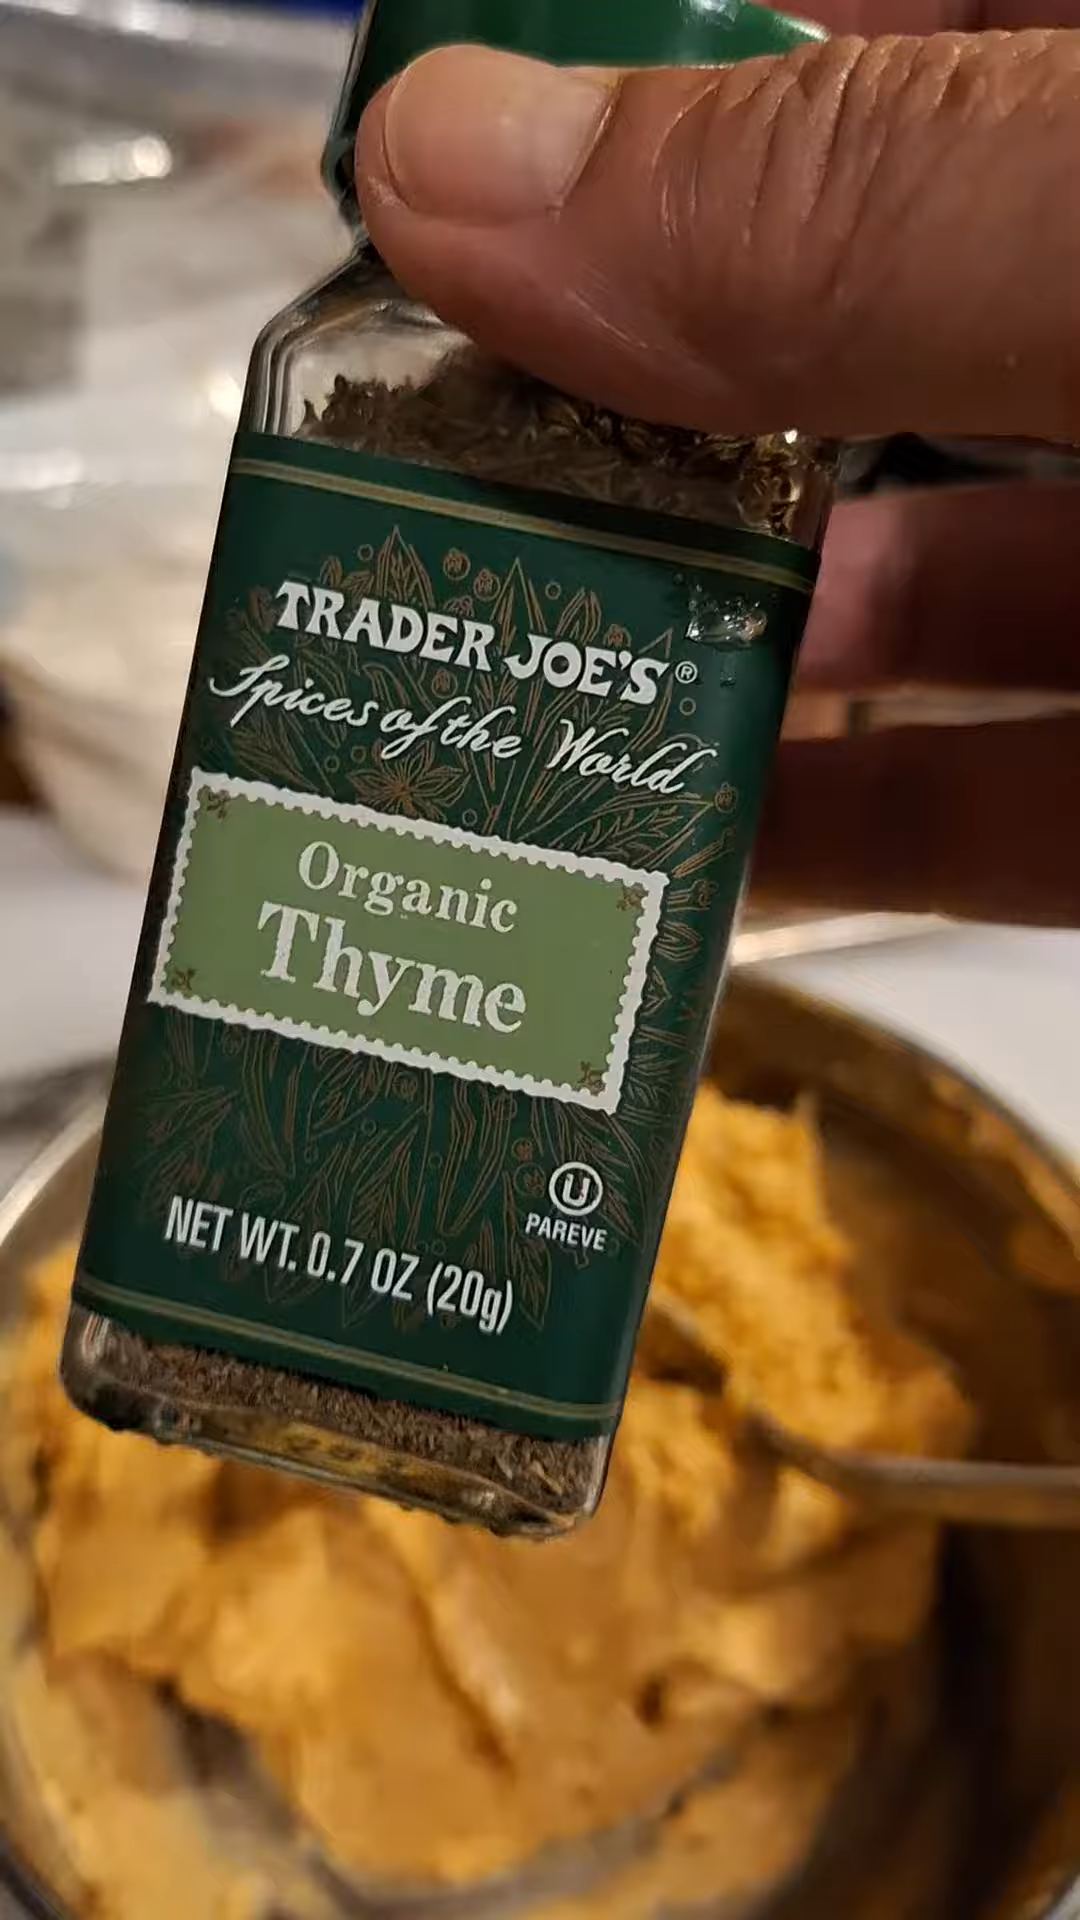 TRADER JOE'S®
Spices of the World
Organic
Thyme
U
PAREVE
NET WT. 0.7 OZ (20g)